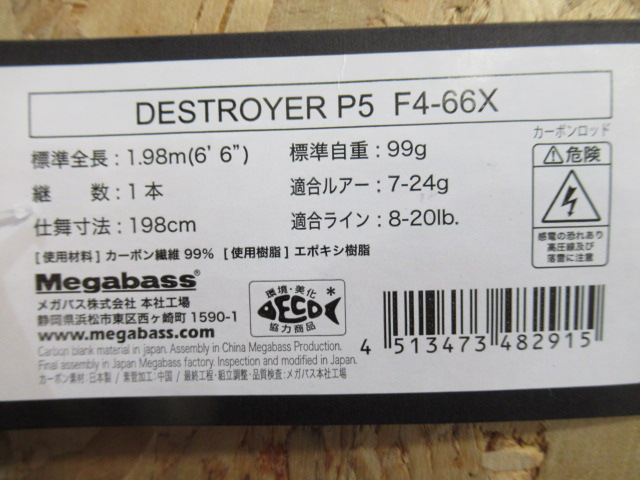 DESTROYER P5 F4-66X
標準全長：1.98m(6' 6")
標準自重：99g
継　数：1本
適合ルアー：7-24g
仕舞寸法：198cm
適合ライン：8-20lb.
[使用材料] カーボン繊維 99% [使用樹脂] エポキシ樹脂
カーボンロッド
危険
感電の恐れあり
高圧線及び
落雷に注意
Megabass®
メガバス株式会社 本社工場
静岡県浜松市東区西ヶ崎町1590-1
www.megabass.com
環境・美化
DECO*
協力商品
4 513473 482915
Carbon blank material in japan. Assembly in China Megabass Production.
Final assembly in Japan Megabass factory. Inspection and modified in Japan.
カーボン素材：日本製 / 素管加工：中国 / 最終工程・組立調整・品質検査：メガバス本社工場